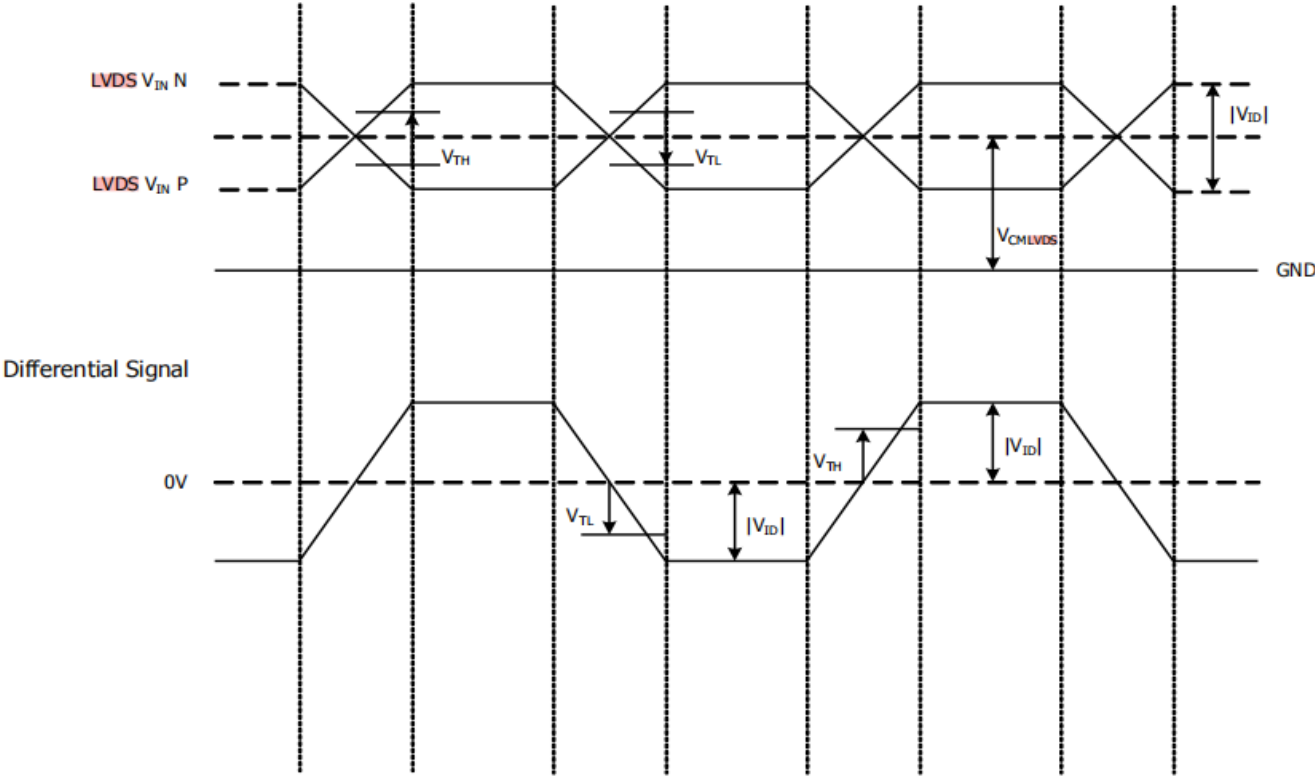 LVDS VIN N
|VID|
VTH
VTL
LVDS VIN P
VCMLVDS
GND
Differential Signal
VTH
|VID|
0V
VTL
|VID|